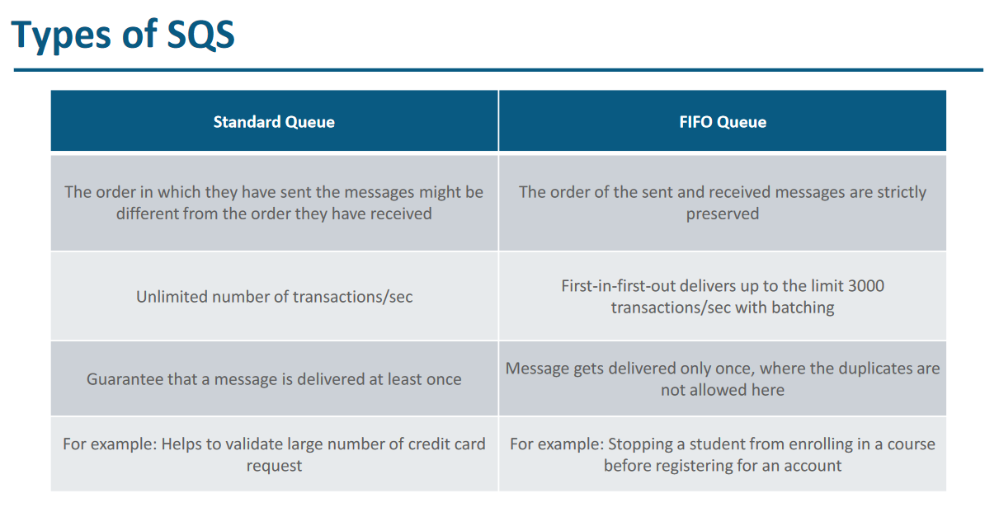 Types of SQS
Standard Queue
FIFO Queue
The order in which they have sent the messages might be
different from the order they have received
The order of the sent and received messages are strictly
preserved
Unlimited number of transactions/sec
First-in-first-out delivers up to the limit 3000
transactions/sec with batching
Guarantee that a message is delivered at least once
Message gets delivered only once, where the duplicates are
not allowed here
For example: Helps to validate large number of credit card
request
For example: Stopping a student from enrolling in a course
before registering for an account